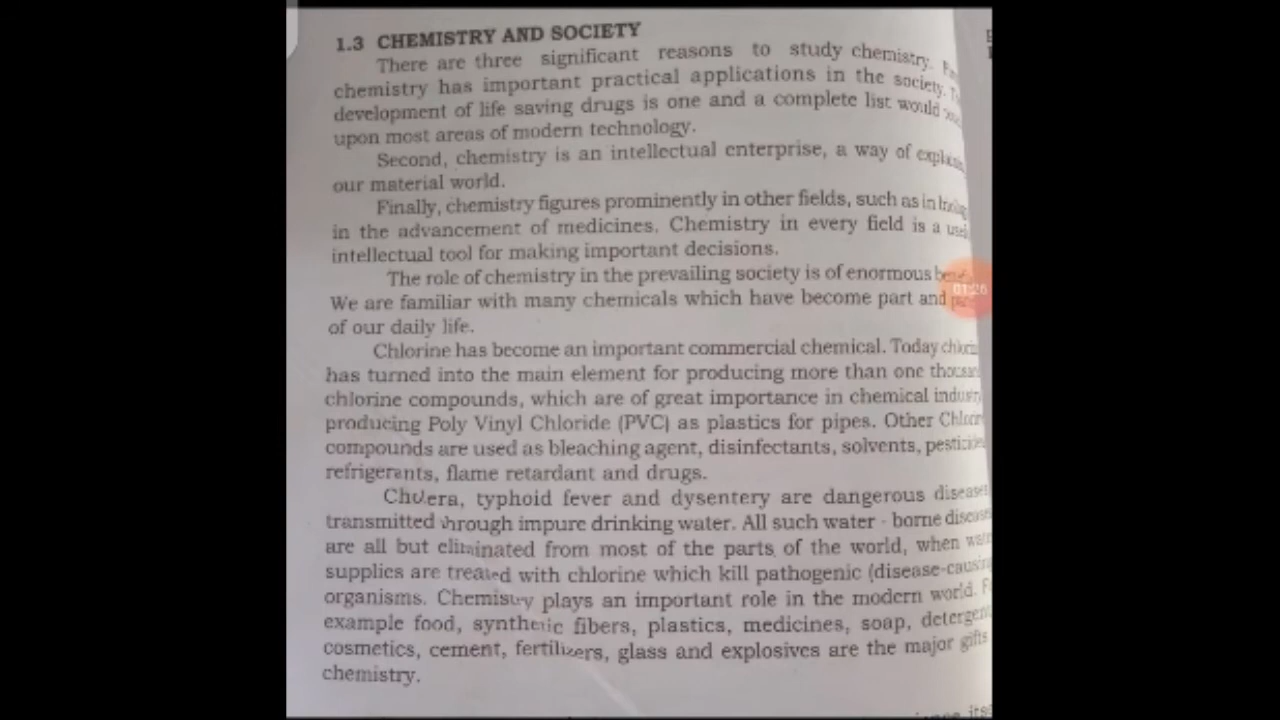 1.3 CHEMISTRY AND SOCIETY
There are three significant reasons to study chemistry.
chemistry has important practical applications in the society.
development of life saving drugs is one and a complete list would
upon most areas of modern technology.
Second, chemistry is an intellectual enterprise, a way of
our material world.
Finally, chemistry figures prominently in other fields, such as in
in the advancement of medicines. Chemistry in every field is a
intellectual tool for making important decisions.
The role of chemistry in the prevailing society is of enormous
We are familiar with many chemicals which have become part and
of our daily life.
Chlorine has become an important commercial chemical. Today
has turned into the main element for producing more than one
chlorine compounds, which are of great importance in chemical
producing Poly Vinyl Chloride (PVC) as plastics for pipes. Other
compounds are used as bleaching agent, disinfectants, solvents,
refrigerants, flame retardant and drugs.
Cholera, typhoid fever and dysentery are dangerous
transmitted through impure drinking water. All such water - borne
are all but eliminated from most of the parts of the world, when
supplies are treated with chlorine which kill pathogenic
organisms. Chemistry plays an important role in the modern world.
example food, synthetic fibers, plastics, medicines, soap,
cosmetics, cement, fertilizers, glass and explosives are the major gifts
chemistry.
01:26